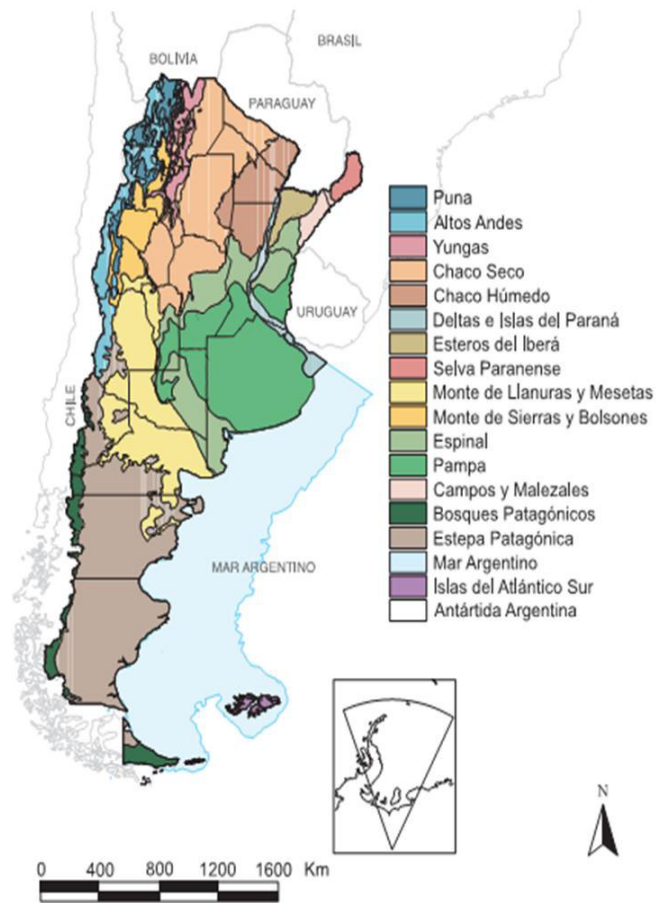 BRASIL
BOLIVIA
PARAGUAY
URUGUAY
CHILE
MAR ARGENTINO
Puna
Altos Andes
Yungas
Chaco Seco
Chaco Húmedo
Deltas e Islas del Paraná
Esteros del Iberá
Selva Paranense
Monte de Llanuras y Mesetas
Monte de Sierras y Bolsones
Espinal
Pampa
Campos y Malezales
Bosques Patagónicos
Estepa Patagónica
Mar Argentino
Islas del Atlántico Sur
Antártida Argentina
N
0 400 800 1200 1600 Km